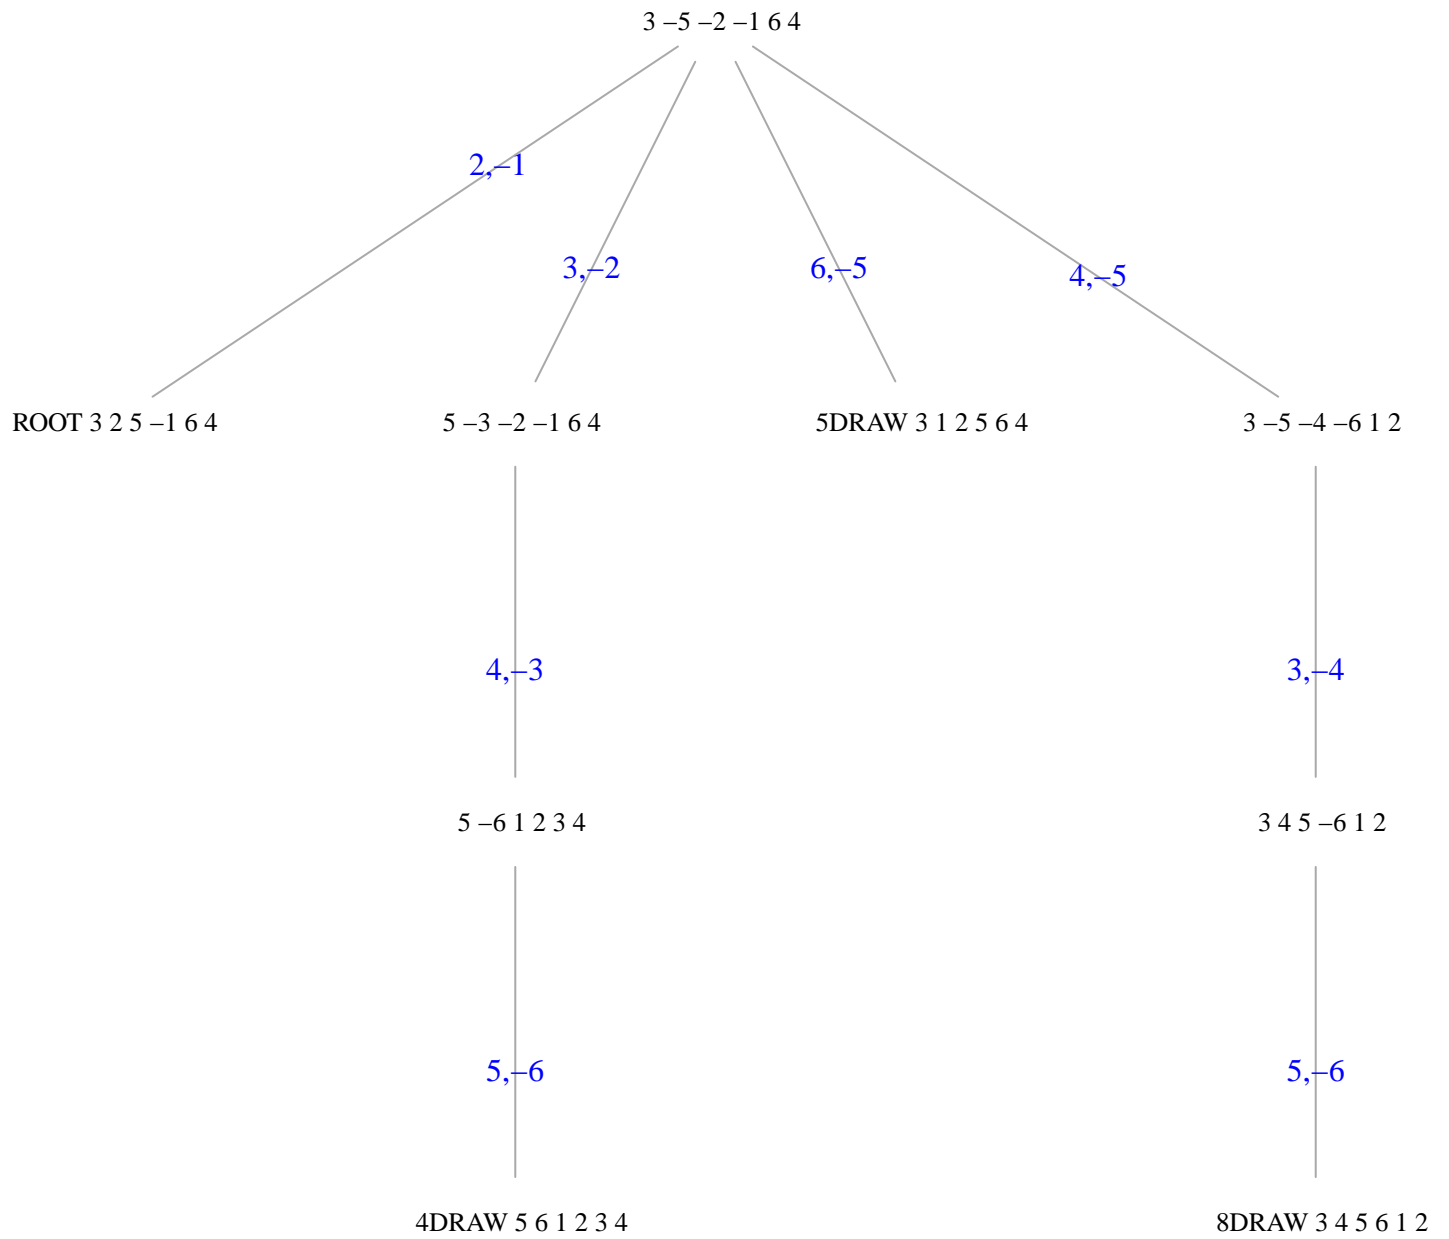 3 –5 –2 –1 6 4
2,–1
3,–2
6,–5
4,–5
ROOT 3 2 5 –1 6 4
5 –3 –2 –1 6 4
5DRAW 3 1 2 5 6 4
3 –5 –4 –6 1 2
4,–3
3,–4
5 –6 1 2 3 4
3 4 5 –6 1 2
5,–6
5,–6
4DRAW 5 6 1 2 3 4
8DRAW 3 4 5 6 1 2